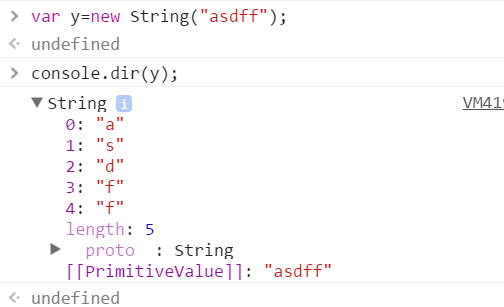 > var y=new String("asdff");
<· undefined
> console.dir(y);
▼ String i
VM419
0: "a"
1: "s"
2: "d"
3: "f"
4: "f"
length: 5
▶ __proto__: String
[[PrimitiveValue]]: "asdff"
<· undefined